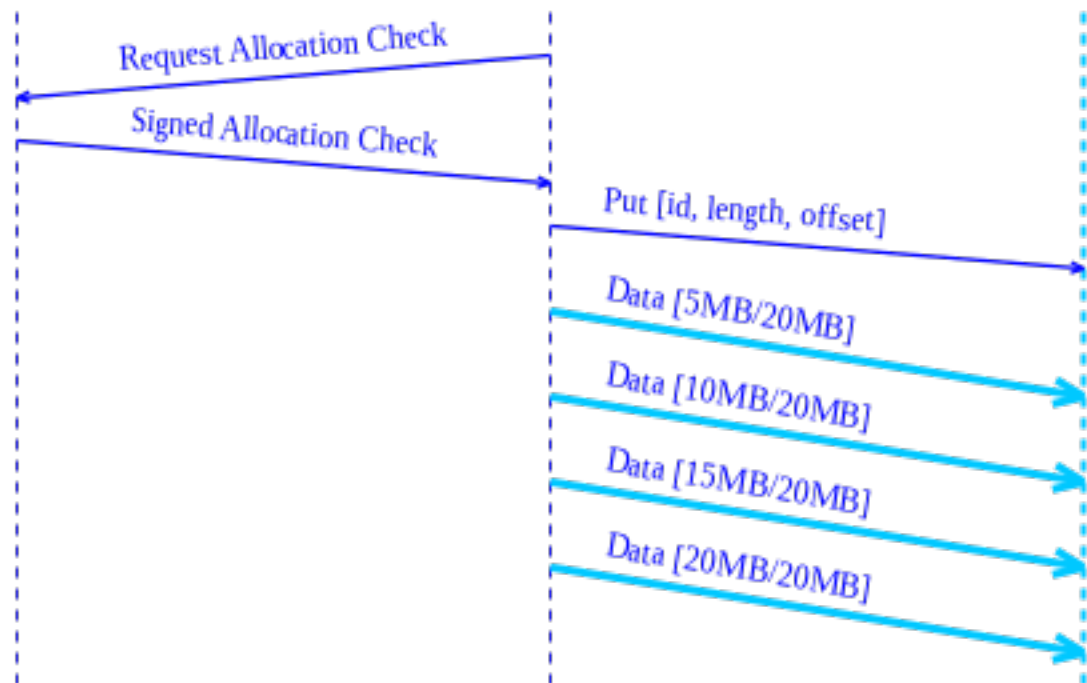 Request Allocation Check
Signed Allocation Check
Put [id, length, offset]
Data [5MB/20MB]
Data [10MB/20MB]
Data [15MB/20MB]
Data [20MB/20MB]